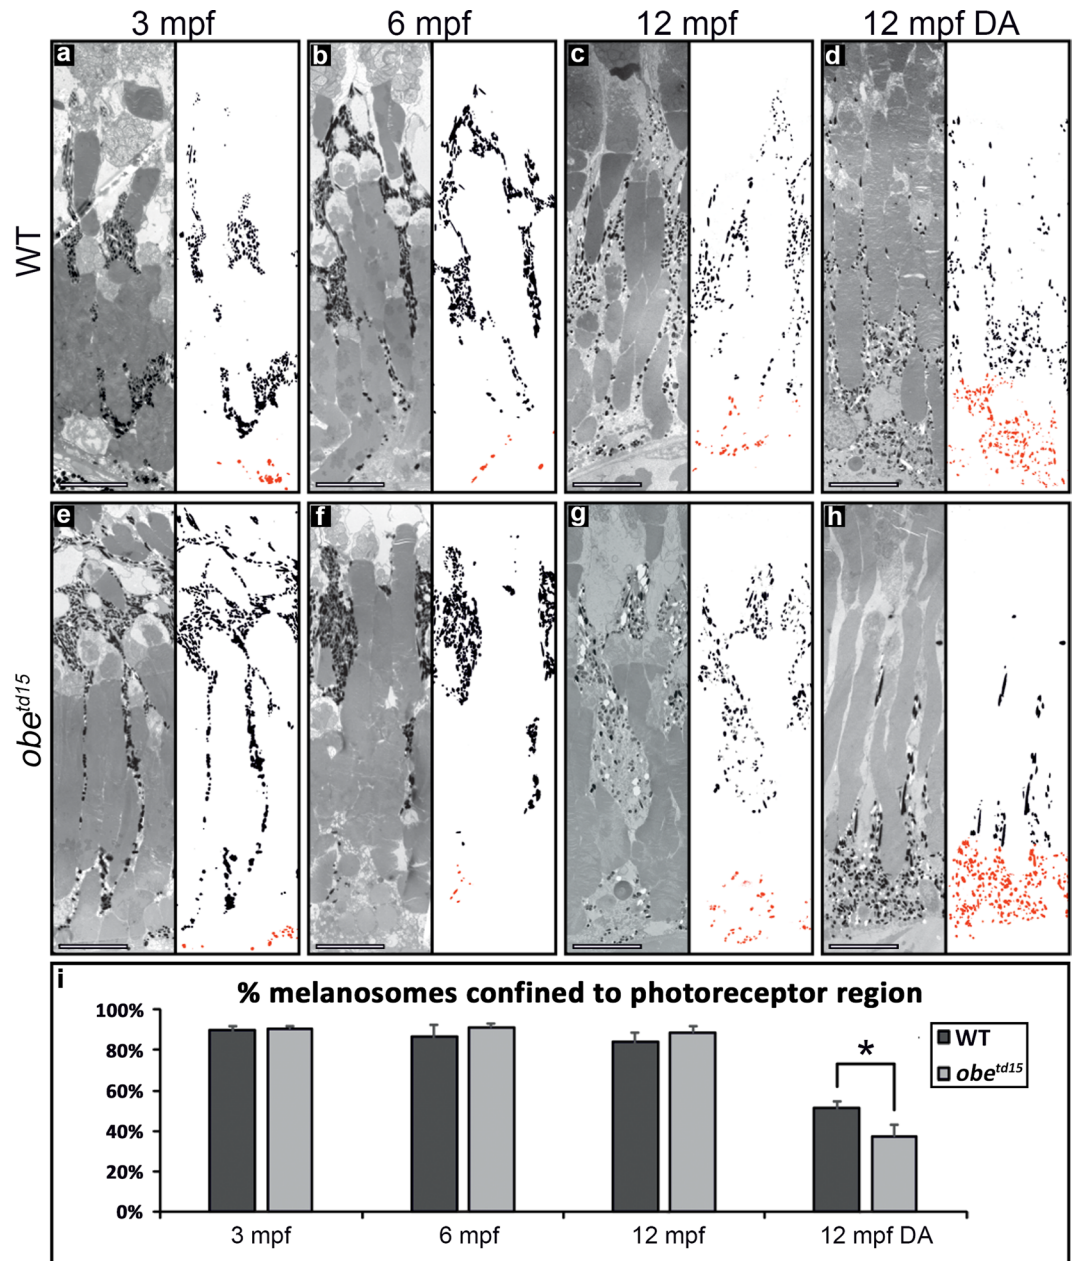 3 mpf 6 mpf 12 mpf 12 mpf DA
WT
a b c d
obe^td15
e f g h
i
% melanosomes confined to photoreceptor region
100%
80%
60%
40%
20%
0%
*
WT
obe^td15
3 mpf 6 mpf 12 mpf 12 mpf DA